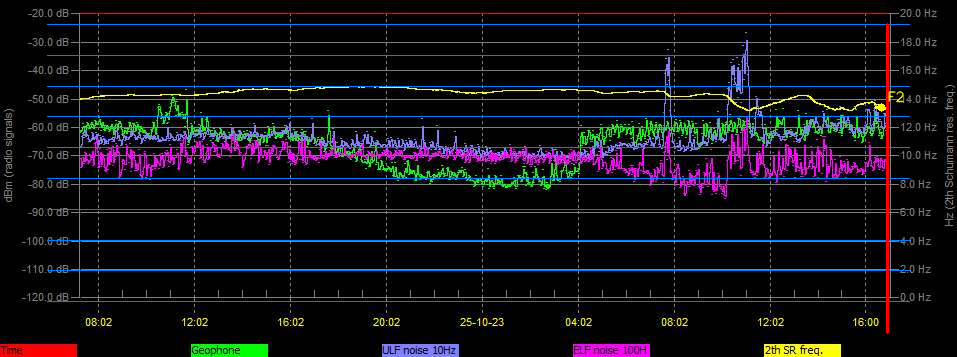 -20.0 dB 20.0 Hz
-30.0 dB 18.0 Hz
-40.0 dB 16.0 Hz
-50.0 dB F2 14.0 Hz
-60.0 dB 12.0 Hz
-70.0 dB 10.0 Hz
-80.0 dB 8.0 Hz
-90.0 dB 6.0 Hz
-100.0 dB 4.0 Hz
-110.0 dB 2.0 Hz
-120.0 dB 0.0 Hz
dBm (radio signals)
Hz (2th Schumann res. freq.)
08:02 12:02 16:02 20:02 25-10-23 04:02 08:02 12:02 16:00
Time Geophone ULF noise 10Hz ELF noise 100H 2th SR freq.